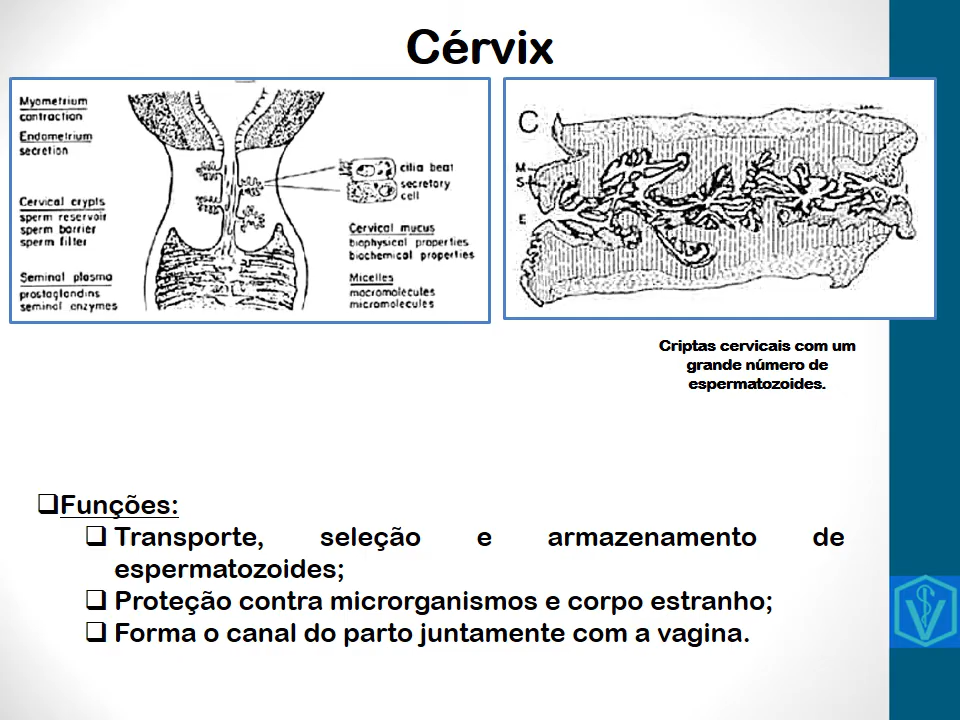 Cérvix
Myometrium
contraction
Endometrium
secretion
Cervical crypts
sperm reservoir
sperm barrier
sperm filter
Seminal plasma
prostaglandins
seminal enzymes
cilia beat
secretory
cell
Cervical mucus
biophysical properties
biochemical properties
Micelles
macromolecules
micromolecules
C
M
S
E
I
Criptas cervicais com um
grande número de
espermatozoides.
Funções:
Transporte, seleção e armazenamento de
espermatozoides;
Proteção contra microrganismos e corpo estranho;
Forma o canal do parto juntamente com a vagina.
V